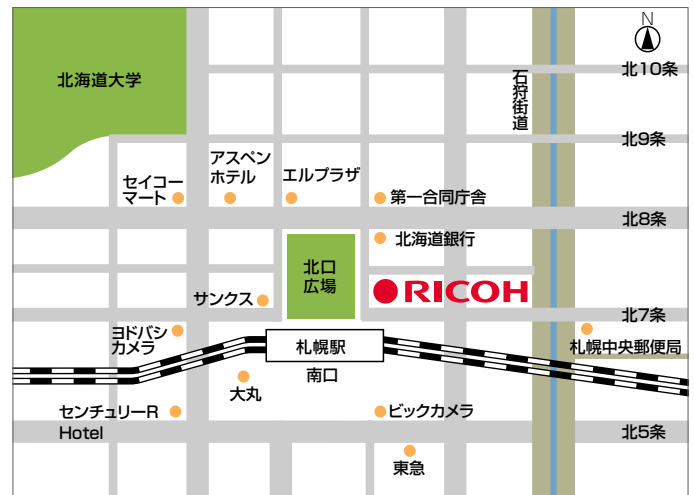 N
北10条
北海道大学
石狩街道
北9条
アスペン
ホテル
エルプラザ
セイコー
マート
第一合同庁舎
北8条
北海道銀行
北口
広場
RICOH
サンクス
北7条
ヨドバシ
カメラ
札幌駅
札幌中央郵便局
南口
大丸
センチュリーR
Hotel
ビックカメラ
北5条
東急